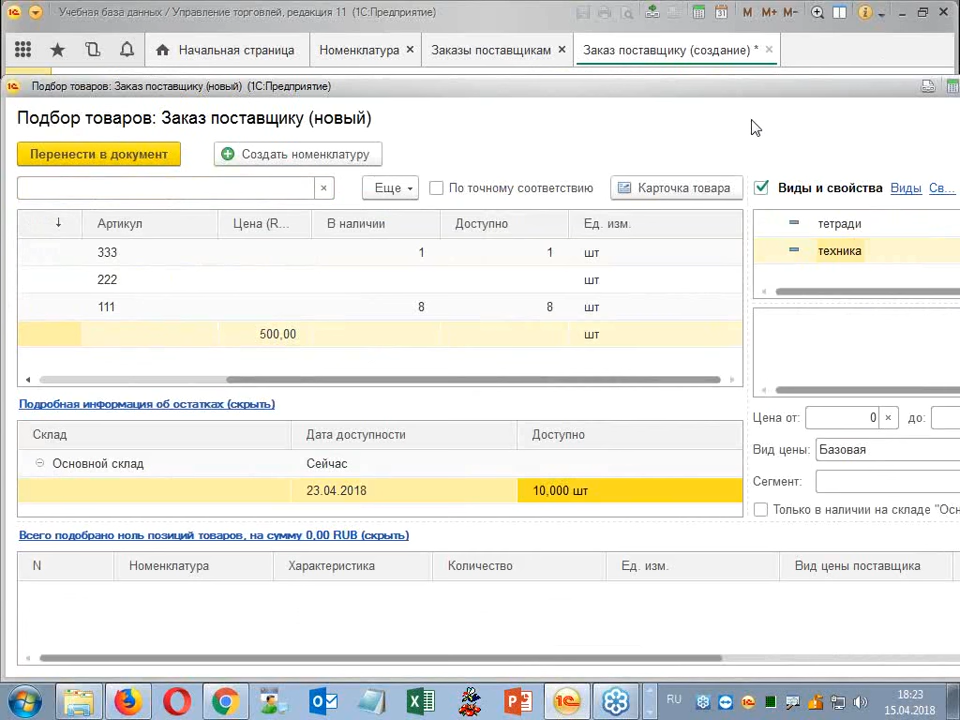 Учебная база данных / Управление торговлей, редакция 11 (1С:Предприятие)
M M+ M-
Начальная страница
Номенклатура ×
Заказы поставщикам ×
Заказ поставщику (создание) * ×
Подбор товаров: Заказ поставщику (новый) (1С:Предприятие)
Подбор товаров: Заказ поставщику (новый)
Перенести в документ
Создать номенклатуру
Еще
По точному соответствию
Карточка товара
Виды и свойства
Виды
Св...
Артикул Цена (R... В наличии Доступно Ед. изм.
333 1 1 шт
222 шт
111 8 8 шт
500,00 шт
тетради
техника
Подробная информация об остатках (скрыть)
Склад Дата доступности Доступно
Основной склад Сейчас
23.04.2018 10,000 шт
Цена от: 0 × до:
Вид цены: Базовая
Сегмент:
Только в наличии на складе "Осн
Всего подобрано ноль позиций товаров, на сумму 0,00 RUB (скрыть)
N Номенклатура Характеристика Количество Ед. изм. Вид цены поставщика
RU
18:23
15.04.2018